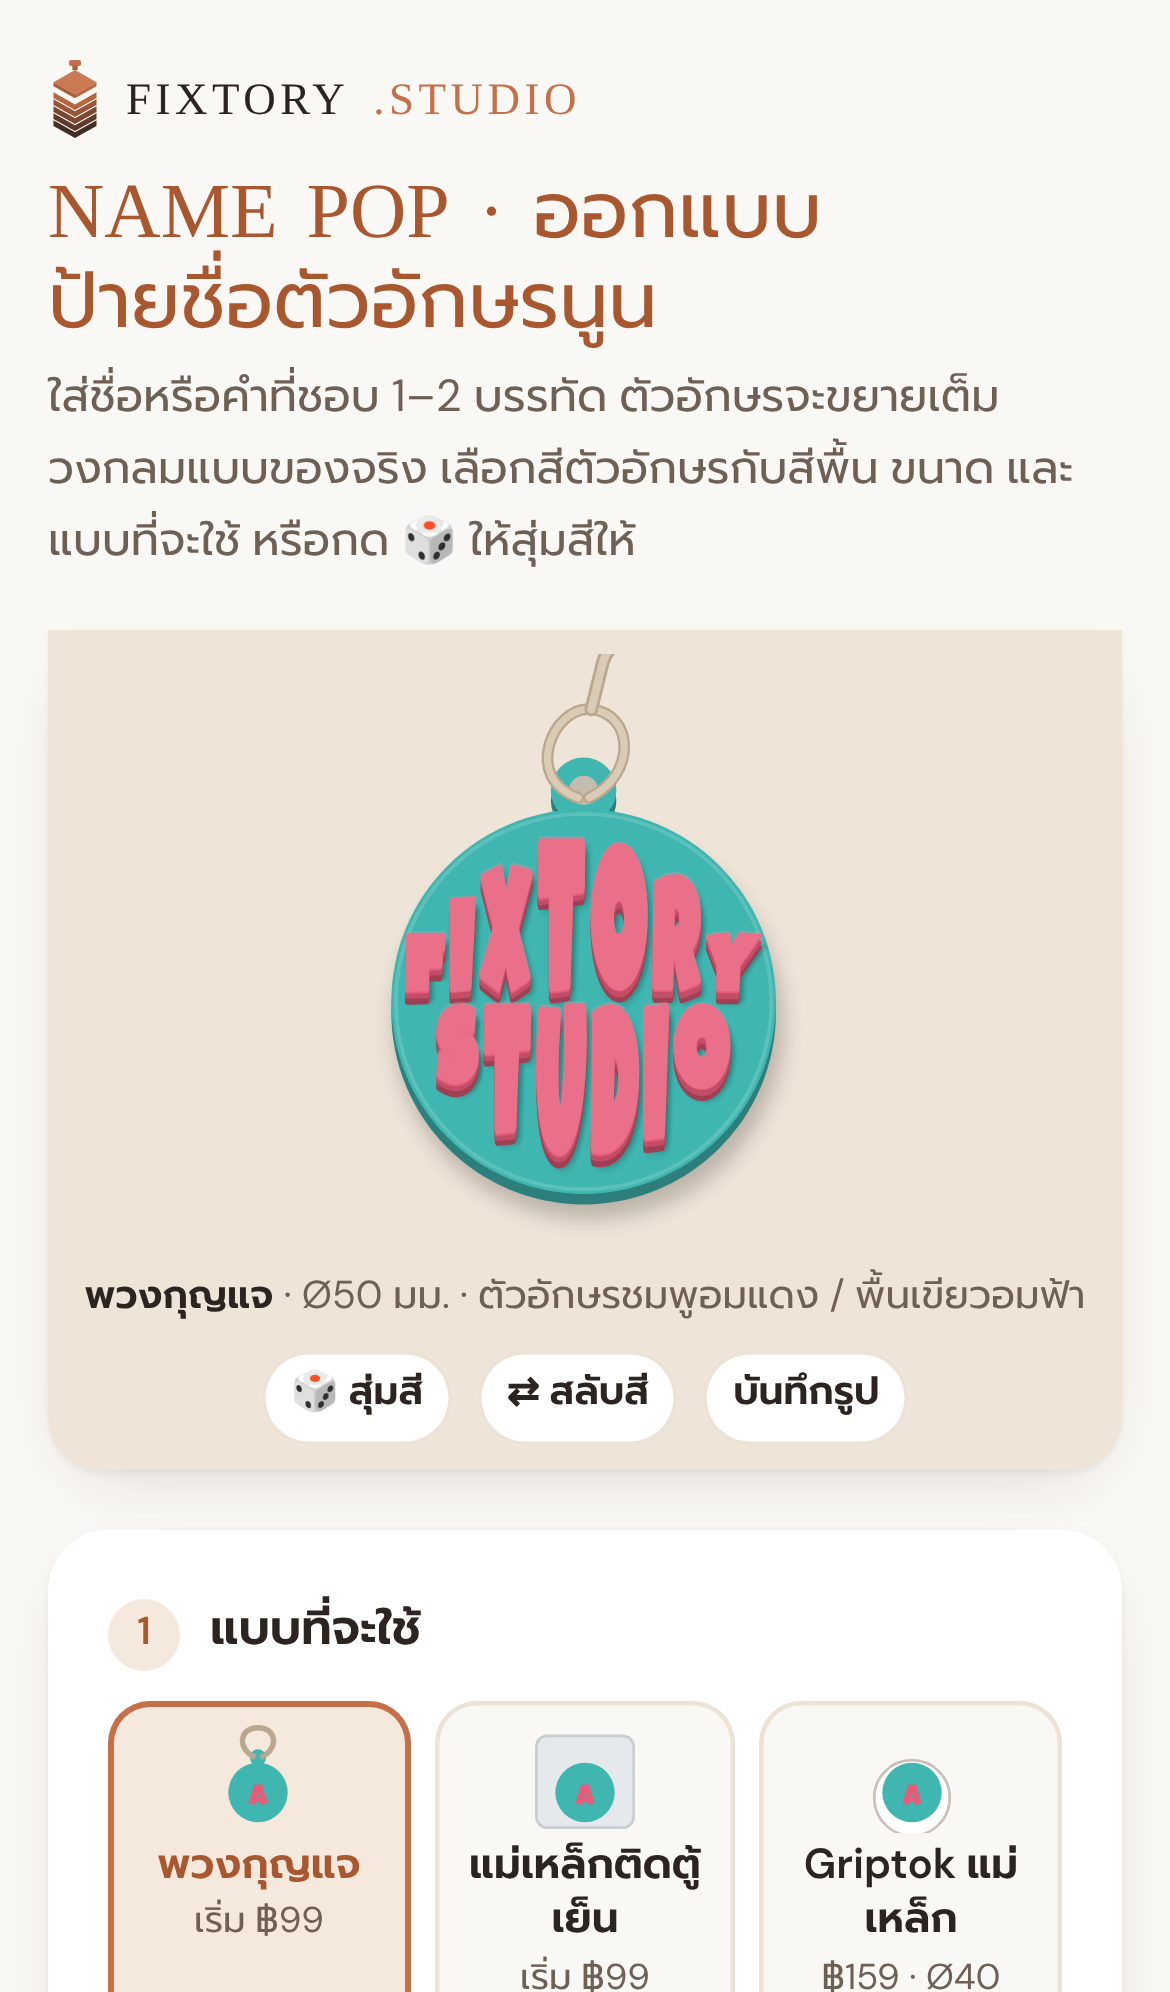 FIXTORY .STUDIO
NAME POP · ออกแบบ
ป้ายชื่อตัวอักษรนูน
ใส่ชื่อหรือคำที่ชอบ 1–2 บรรทัด ตัวอักษรจะขยายเต็ม
วงกลมแบบของจริง เลือกสีตัวอักษรกับสีพื้น ขนาด และ
แบบที่จะใช้ หรือกด 🎲 ให้สุ่มสีให้
FIXTORY
STUDIO
พวงกุญแจ · Ø50 มม. · ตัวอักษรชมพูอมแดง / พื้นเขียวอมฟ้า
🎲 สุ่มสี ⇄ สลับสี บันทึกรูป
1 แบบที่จะใช้
A A A
พวงกุญแจ
เริ่ม ฿99
แม่เหล็กติดตู้
เย็น
เริ่ม ฿99
Griptok แม่
เหล็ก
฿159 · Ø40